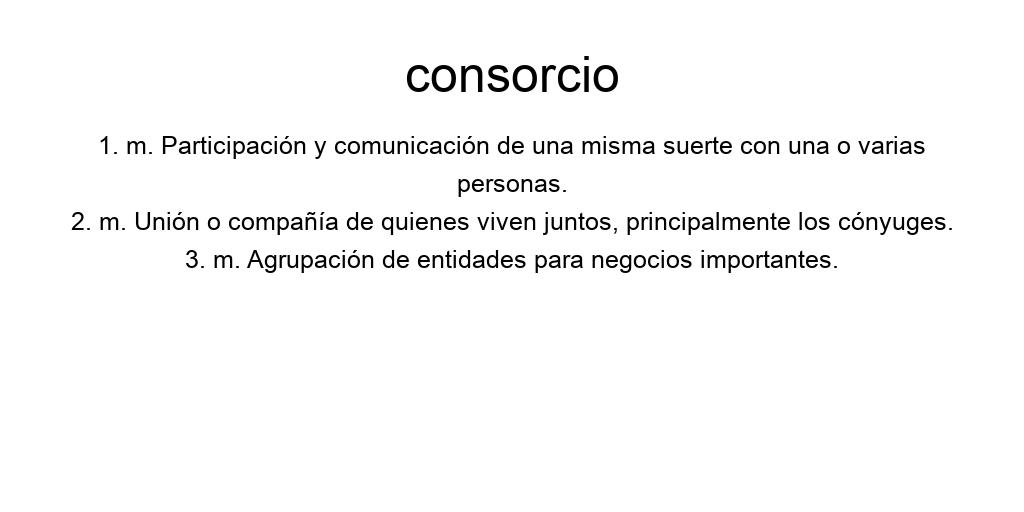 consorcio
1. m. Participación y comunicación de una misma suerte con una o varias
personas.
2. m. Unión o compañía de quienes viven juntos, principalmente los cónyuges.
3. m. Agrupación de entidades para negocios importantes.